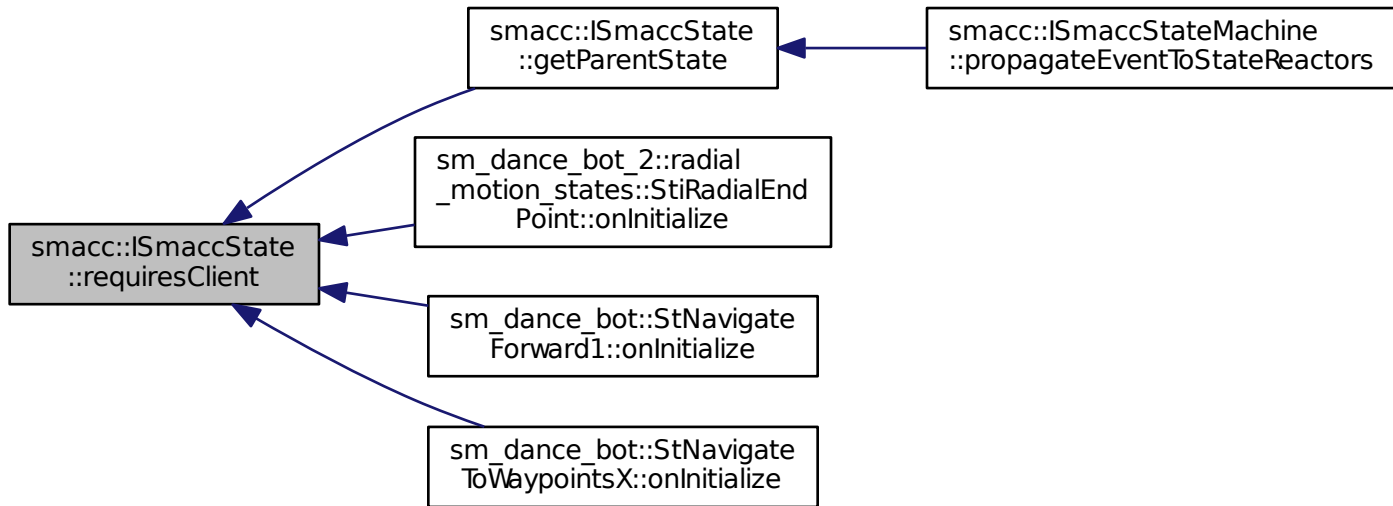 smacc::ISmaccState
::getParentState
smacc::ISmaccStateMachine
::propagateEventToStateReactors
sm_dance_bot_2::radial
_motion_states::StiRadialEnd
Point::onInitialize
smacc::ISmaccState
::requiresClient
sm_dance_bot::StNavigate
Forward1::onInitialize
sm_dance_bot::StNavigate
ToWaypointsX::onInitialize